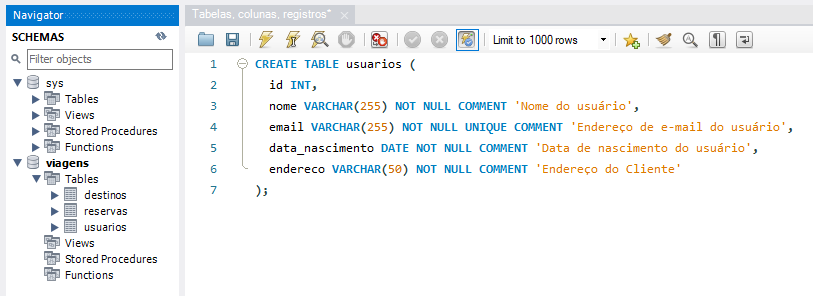 Navigator
SCHEMAS
Filter objects
sys
Tables
Views
Stored Procedures
Functions
viagens
Tables
destinos
reservas
usuarios
Views
Stored Procedures
Functions
Tabelas, colunas, registros*
Limit to 1000 rows
1 CREATE TABLE usuarios (
2 id INT,
3 nome VARCHAR(255) NOT NULL COMMENT 'Nome do usuário',
4 email VARCHAR(255) NOT NULL UNIQUE COMMENT 'Endereço de e-mail do usuário',
5 data_nascimento DATE NOT NULL COMMENT 'Data de nascimento do usuário',
6 endereco VARCHAR(50) NOT NULL COMMENT 'Endereço do Cliente'
7 );